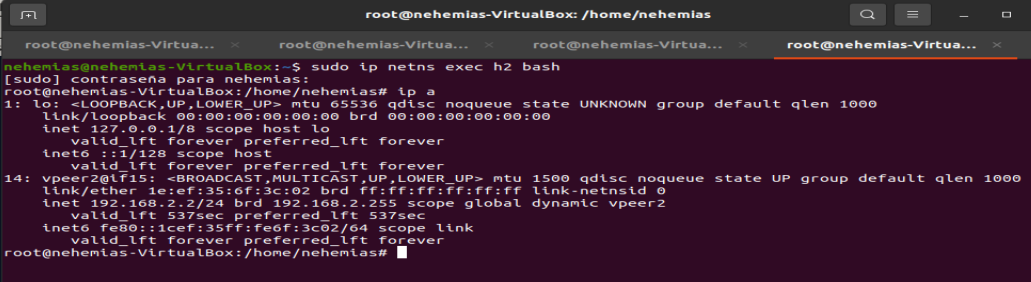 root@nehemias-VirtualBox: /home/nehemias
root@nehemias-Virtua... × root@nehemias-Virtua... × root@nehemias-Virtua... × root@nehemias-Virtua... ×
nehemias@nehemias-VirtualBox:~$ sudo ip netns exec h2 bash
[sudo] contraseña para nehemias:
root@nehemias-VirtualBox:/home/nehemias# ip a
1: lo: <LOOPBACK,UP,LOWER_UP> mtu 65536 qdisc noqueue state UNKNOWN group default qlen 1000
    link/loopback 00:00:00:00:00:00 brd 00:00:00:00:00:00
    inet 127.0.0.1/8 scope host lo
       valid_lft forever preferred_lft forever
    inet6 ::1/128 scope host
       valid_lft forever preferred_lft forever
14: vpeer2@if15: <BROADCAST,MULTICAST,UP,LOWER_UP> mtu 1500 qdisc noqueue state UP group default qlen 1000
    link/ether 1e:ef:35:6f:3c:02 brd ff:ff:ff:ff:ff:ff link-netnsid 0
    inet 192.168.2.2/24 brd 192.168.2.255 scope global dynamic vpeer2
       valid_lft 537sec preferred_lft 537sec
    inet6 fe80::1cef:35ff:fe6f:3c02/64 scope link
       valid_lft forever preferred_lft forever
root@nehemias-VirtualBox:/home/nehemias#